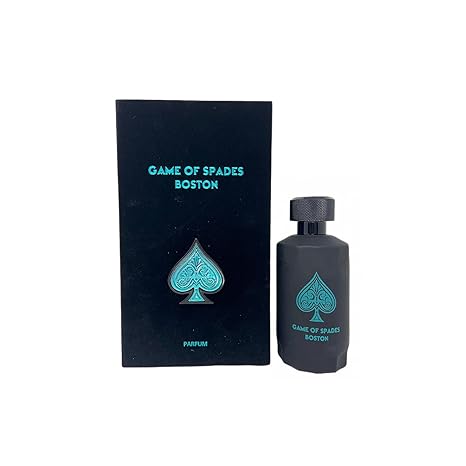 GAME OF SPADES
BOSTON
PARFUM
GAME OF SPADES
BOSTON